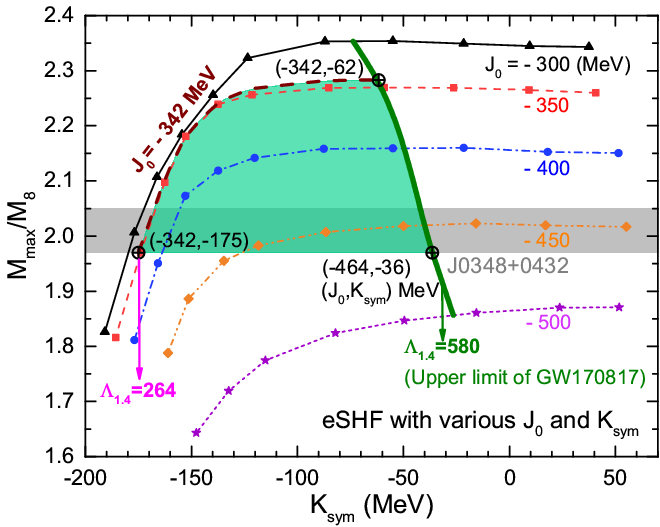 2.4
2.3
2.2
2.1
2.0
1.9
1.8
1.7
1.6
M_max/M_8
(-342,-62)
J_0 = - 300 (MeV)
J_0 = - 342 MeV
- 350
- 400
(-342,-175)
- 450
(-464,-36)
J0348+0432
(J_0,K_sym) MeV
- 500
Λ_1.4=580
Λ_1.4=264
(Upper limit of GW170817)
eSHF with various J_0 and K_sym
-200 -150 -100 -50 0 50
K_sym (MeV)